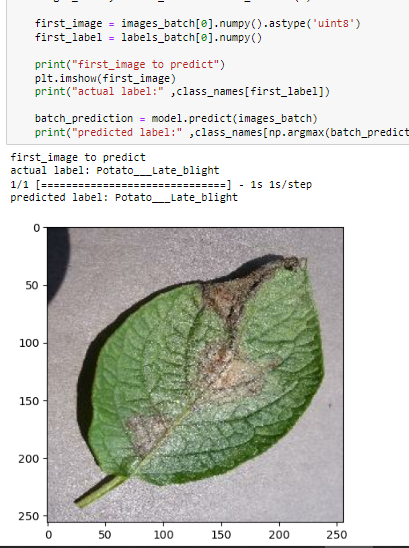 first_image = images_batch[0].numpy().astype('uint8')
first_label = labels_batch[0].numpy()
print("first_image to predict")
plt.imshow(first_image)
print("actual label:" ,class_names[first_label])
batch_prediction = model.predict(images_batch)
print("predicted label:" ,class_names[np.argmax(batch_predict
first_image to predict
actual label: Potato___Late_blight
1/1 [==============================] - 1s 1s/step
predicted label: Potato___Late_blight
0
50
100
150
200
250
0 50 100 150 200 250